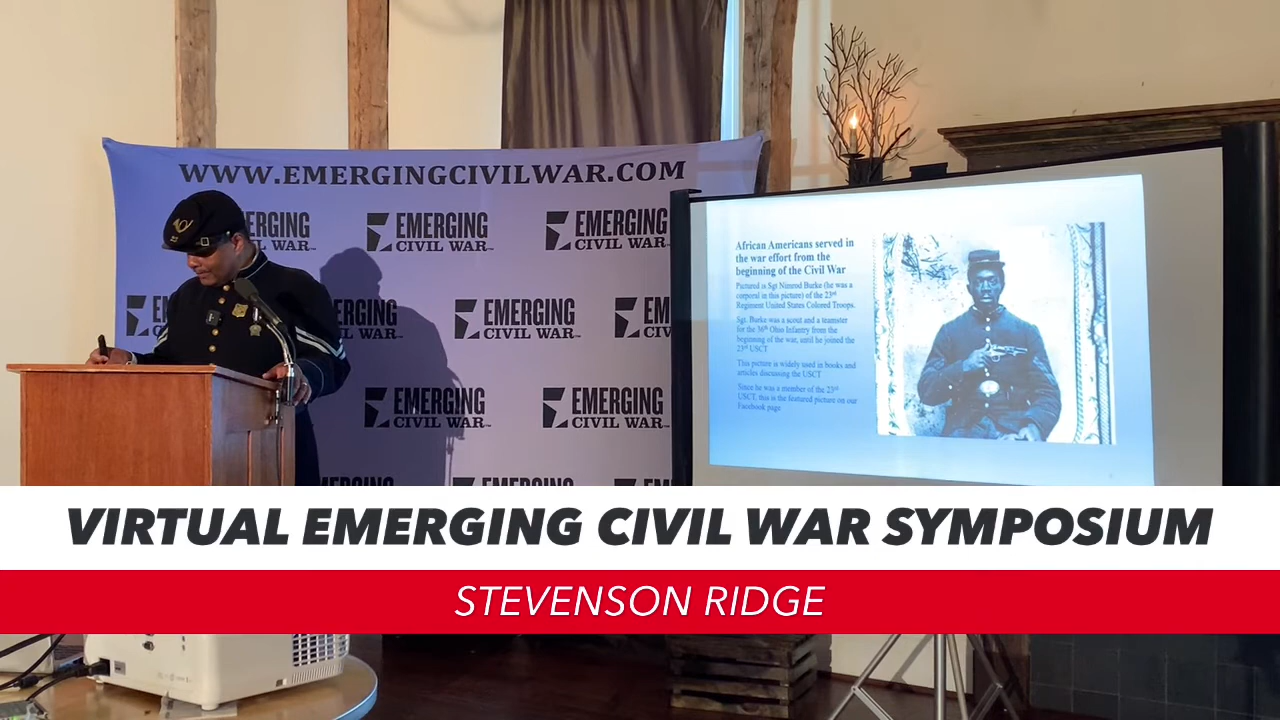 WWW.EMERGINGCIVILWAR.COM
EMERGING
CIVIL WAR
EMERGING
CIVIL WAR
EMERGING
CIVIL WAR
EMERGING
CIVIL WAR
EMERGING
CIVIL WAR
EMERGING
CIVIL WAR
EMERGING
CIVIL WAR
African Americans served in
the war effort from the
beginning of the Civil War
Pictured is Sgt Nimrod Burke (he was a
corporal in this picture) of the 23rd
Regiment United States Colored Troops.
Sgt. Burke was a scout and a teamster
for the 36th Ohio Infantry from the
beginning of the war, until he joined the
23rd USCT
This picture is widely used in books and
articles discussing the USCT
Since he was a member of the 23rd
USCT, this is the featured picture on our
Facebook page
VIRTUAL EMERGING CIVIL WAR SYMPOSIUM
STEVENSON RIDGE